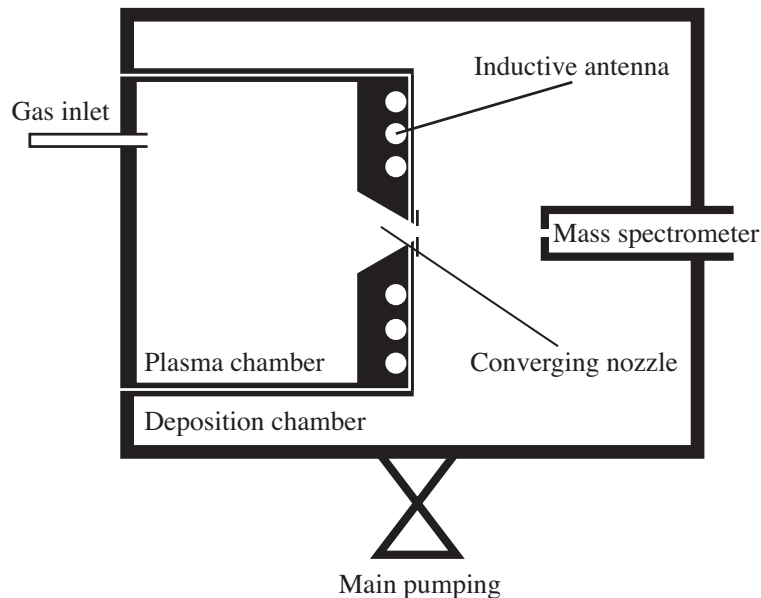 Inductive antenna
Gas inlet
Mass spectrometer
Plasma chamber
Converging nozzle
Deposition chamber
Main pumping